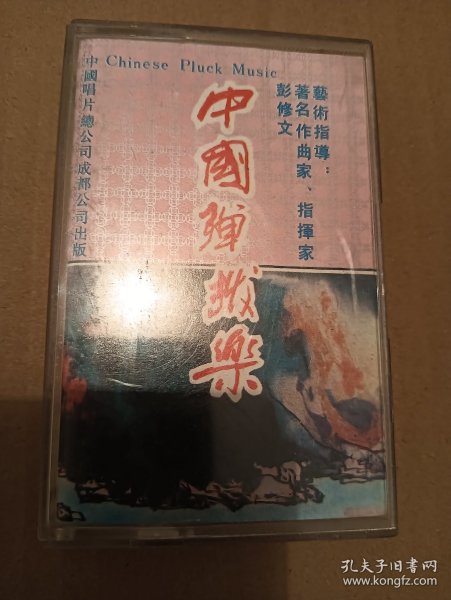 Chinese Pluck Music
藝術指導：
著名作曲家、指揮家
彭修文
中國彈撥樂
中國唱片總公司成都公司出版
孔夫子旧书网
www.kongfz.com